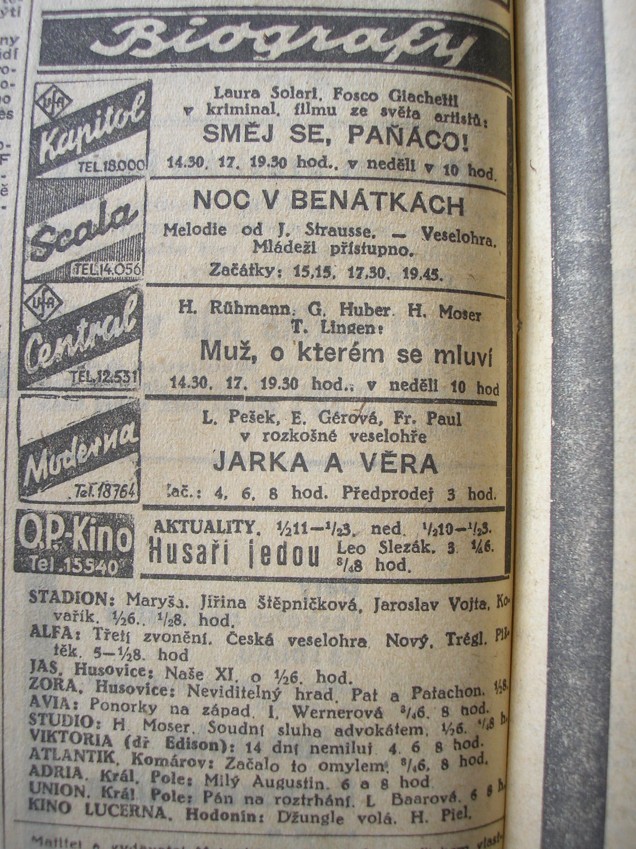 Biografy
UFA
Kapitol
TEL.18.000
Laura Solari, Fosco Giachetti
v kriminal. filmu ze světa artistů:
SMĚJ SE, PAŇÁCO!
14.30, 17. 19.30 hod., v neděli v 10 hod.
Scala
TEL.14.056
NOC V BENÁTKÁCH
Melodie od J. Strausse. — Veselohra.
Mládeži přístupno.
Začátky: 15,15, 17,30, 19,45.
UFA
Central
TEL.12.531
H. Rühmann, G. Huber, H. Moser
T. Lingen:
Muž, o kterém se mluví
14.30, 17. 19.30 hod., v neděli 10 hod
Moderna
Tel. 18764
L. Pešek, E. Gérová, Fr. Paul
v rozkošné veselohře
JARKA A VĚRA
Zač.: 4, 6, 8 hod. Předprodej 3 hod.
O.P.-Kino
Tel. 15540
AKTUALITY. ½11—½3, ned. ½10—½3.
Husaři jedou Leo Slezák. 3 ¼6.
¾8 hod.
STADION: Maryša. Jiřina Štěpničková, Jaroslav Vojta, Ko-
vařík. ½6, ½8. hod.
ALFA: Třetí zvonění. Česká veselohra Nový, Trégl. Piš-
těk. 5—½8. hod
JAS, Husovice: Naše XI. o ½6. hod.
ZORA, Husovice: Neviditelný hrad. Pat a Patachon. ½8.
AVIA: Ponorky na západ. I. Wernerová ¾6. 8 hod.
STUDIO: H. Moser. Soudní sluha advokátem. ½6. h.
VIKTORIA (dř Edison): 14 dní nemiluj 4. 6 8 hod.
ATLANTIK, Komárov: Začalo to omylem. ¾6. 8 hod.
ADRIA. Král. Pole: Milý Augustin. 6 a 8 hod
UNION. Král Pole: Pán na roztrhání. L Baarová. 6 8 h.
KINO LUCERNA. Hodonín: Džungle volá. H. Piel.